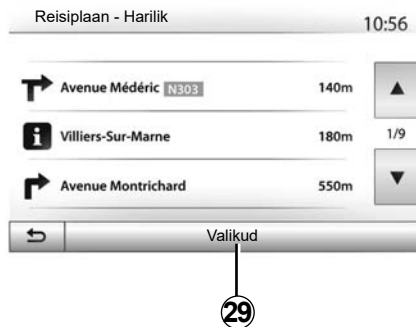 Reisiplaan - Harilik 10:56
Avenue Médéric N303 140m
Villiers-Sur-Marne 180m
1/9
Avenue Montrichard 550m
Valikud
29